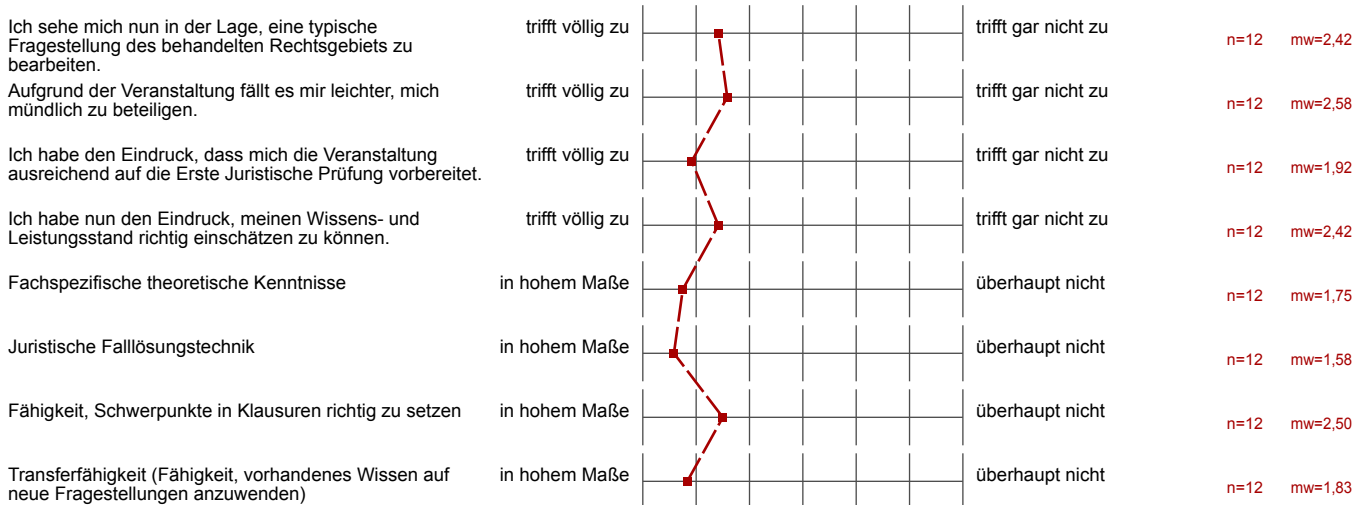 Ich sehe mich nun in der Lage, eine typische
Fragestellung des behandelten Rechtsgebiets zu
bearbeiten.
trifft völlig zu
trifft gar nicht zu
n=12 mw=2,42
Aufgrund der Veranstaltung fällt es mir leichter, mich
mündlich zu beteiligen.
trifft völlig zu
trifft gar nicht zu
n=12 mw=2,58
Ich habe den Eindruck, dass mich die Veranstaltung
ausreichend auf die Erste Juristische Prüfung vorbereitet.
trifft völlig zu
trifft gar nicht zu
n=12 mw=1,92
Ich habe nun den Eindruck, meinen Wissens- und
Leistungsstand richtig einschätzen zu können.
trifft völlig zu
trifft gar nicht zu
n=12 mw=2,42
Fachspezifische theoretische Kenntnisse
in hohem Maße
überhaupt nicht
n=12 mw=1,75
Juristische Falllösungstechnik
in hohem Maße
überhaupt nicht
n=12 mw=1,58
Fähigkeit, Schwerpunkte in Klausuren richtig zu setzen
in hohem Maße
überhaupt nicht
n=12 mw=2,50
Transferfähigkeit (Fähigkeit, vorhandenes Wissen auf
neue Fragestellungen anzuwenden)
in hohem Maße
überhaupt nicht
n=12 mw=1,83